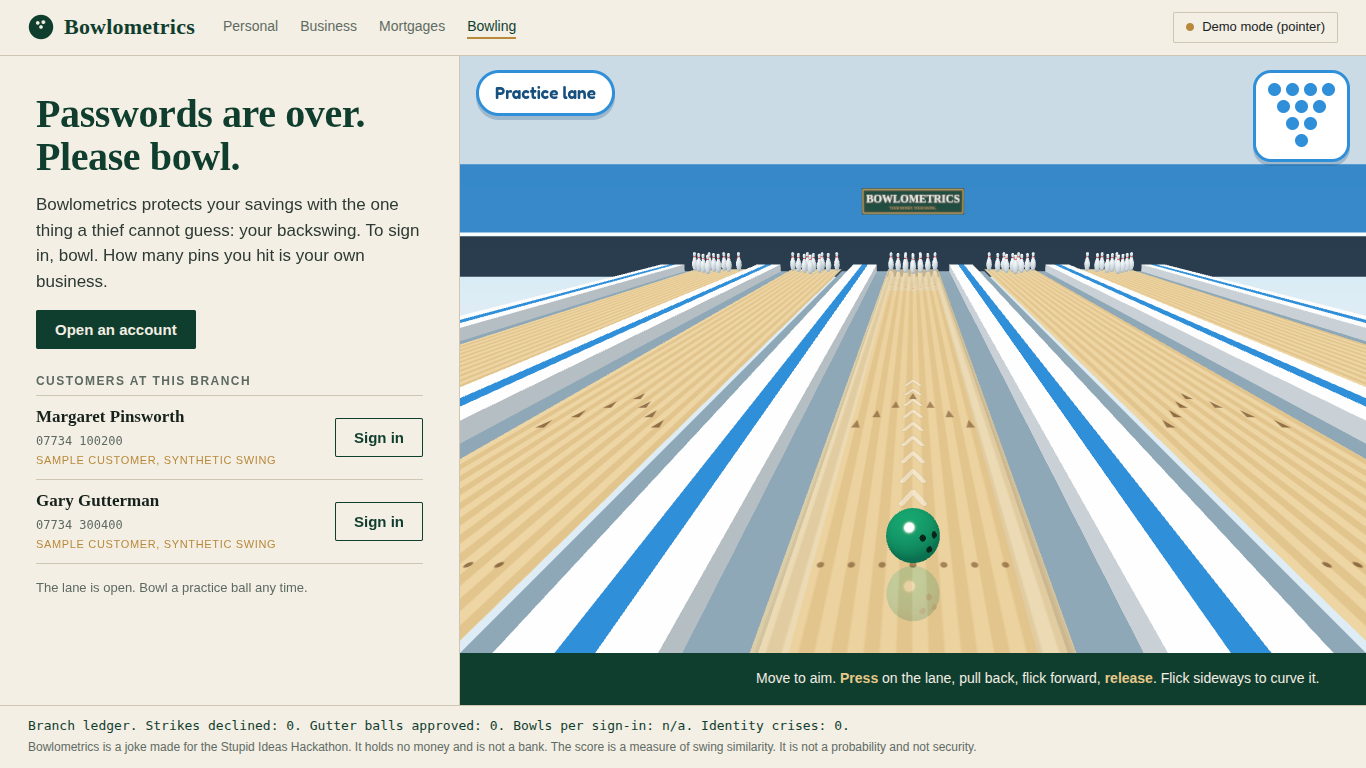 Bowlometrics
Personal
Business
Mortgages
Bowling
Demo mode (pointer)
Passwords are over.
Please bowl.
Bowlometrics protects your savings with the one
thing a thief cannot guess: your backswing. To sign
in, bowl. How many pins you hit is your own
business.
Open an account
CUSTOMERS AT THIS BRANCH
Margaret Pinsworth
07734 100200
SAMPLE CUSTOMER, SYNTHETIC SWING
Sign in
Gary Gutterman
07734 300400
SAMPLE CUSTOMER, SYNTHETIC SWING
Sign in
The lane is open. Bowl a practice ball any time.
Practice lane
BOWLOMETRICS
Move to aim. Press on the lane, pull back, flick forward, release. Flick sideways to curve it.
Branch ledger. Strikes declined: 0. Gutter balls approved: 0. Bowls per sign-in: n/a. Identity crises: 0.
Bowlometrics is a joke made for the Stupid Ideas Hackathon. It holds no money and is not a bank. The score is a measure of swing similarity. It is not a probability and not security.